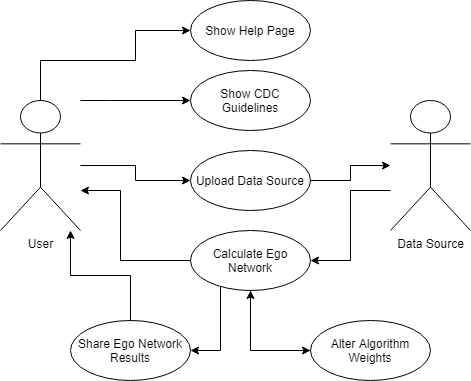 Show Help Page
Show CDC
Guidelines
Upload Data Source
User
Data Source
Calculate Ego
Network
Share Ego Network
Results
Alter Algorithm
Weights